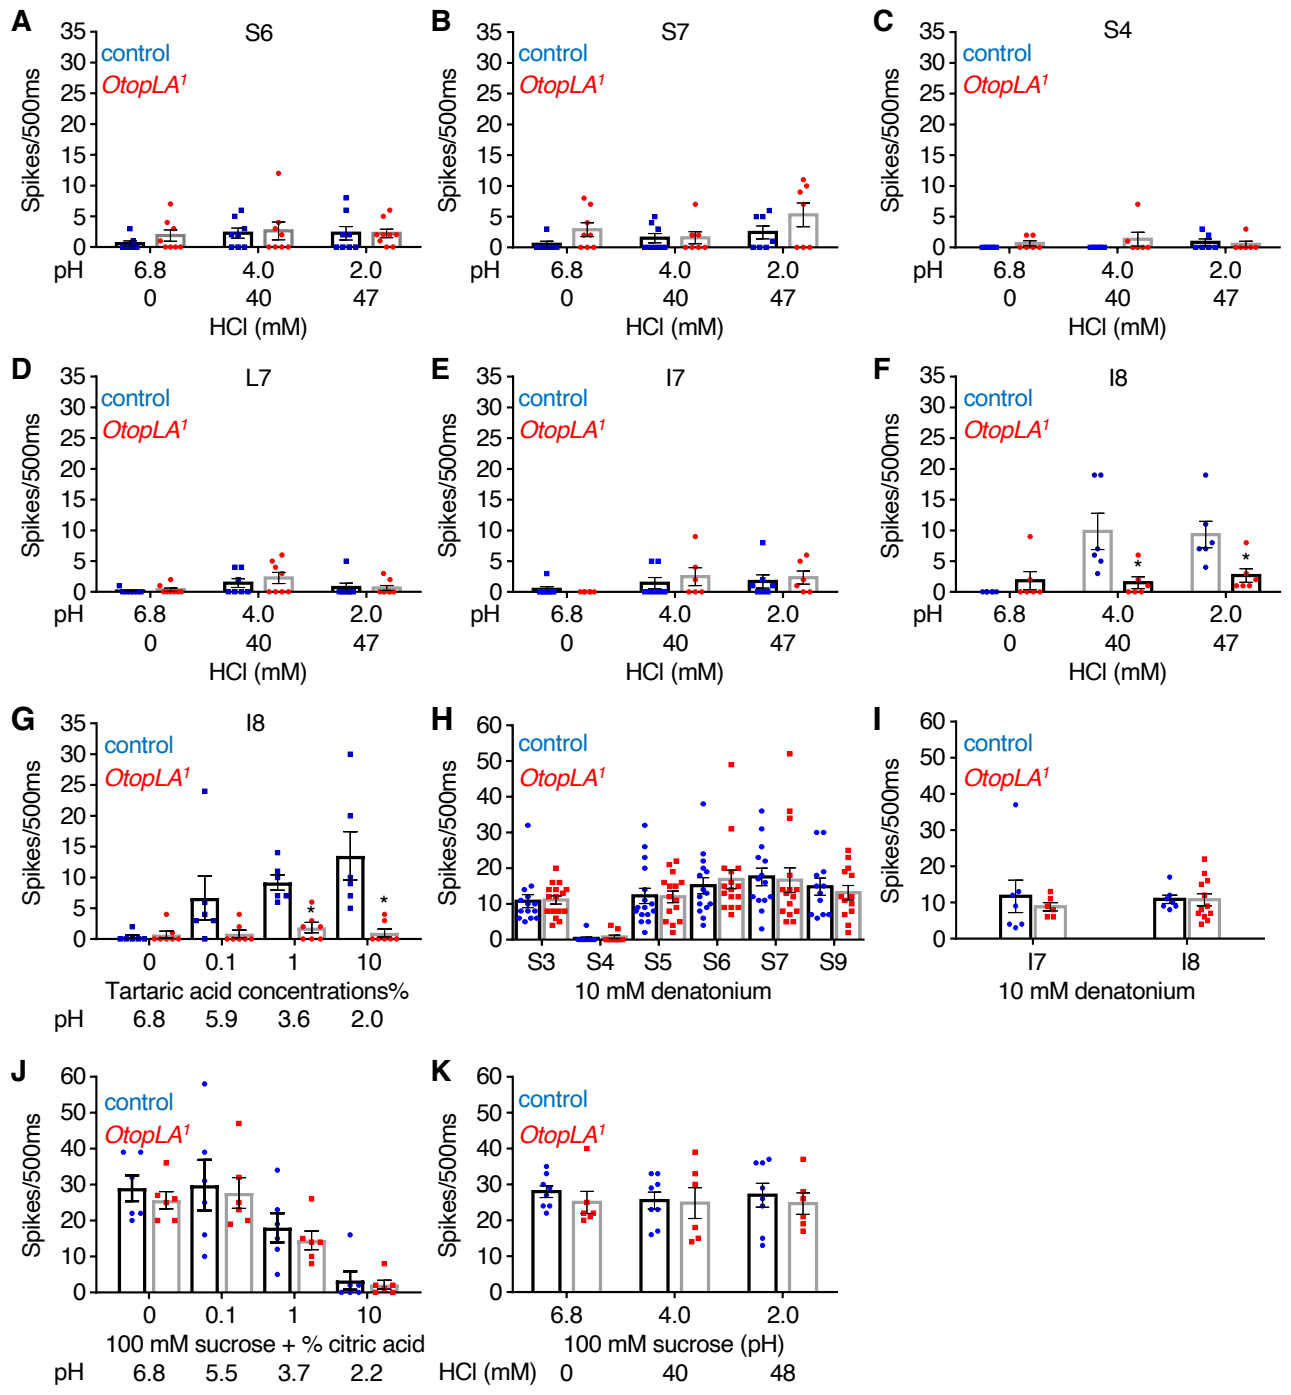 A
S6
control
OtopLA1
Spikes/500ms
35
30
25
20
15
10
5
0
pH 6.8 4.0 2.0
0 40 47
HCl (mM)
B
S7
control
OtopLA1
Spikes/500ms
35
30
25
20
15
10
5
0
pH 6.8 4.0 2.0
0 40 47
HCl (mM)
C
S4
control
OtopLA1
Spikes/500ms
35
30
25
20
15
10
5
0
pH 6.8 4.0 2.0
0 40 47
HCl (mM)
D
L7
control
OtopLA1
Spikes/500ms
35
30
25
20
15
10
5
0
pH 6.8 4.0 2.0
0 40 47
HCl (mM)
E
I7
control
OtopLA1
Spikes/500ms
35
30
25
20
15
10
5
0
pH 6.8 4.0 2.0
0 40 47
HCl (mM)
F
I8
control
OtopLA1
Spikes/500ms
35
30
25
20
15
10
5
0
* *
pH 6.8 4.0 2.0
0 40 47
HCl (mM)
G
I8
control
OtopLA1
Spikes/500ms
35
30
25
20
15
10
5
0
* *
0 0.1 1 10
Tartaric acid concentrations%
pH 6.8 5.9 3.6 2.0
H
control
OtopLA1
Spikes/500ms
60
50
40
30
20
10
0
S3 S4 S5 S6 S7 S9
10 mM denatonium
I
control
OtopLA1
Spikes/500ms
60
50
40
30
20
10
0
I7 I8
10 mM denatonium
J
control
OtopLA1
Spikes/500ms
60
50
40
30
20
10
0
0 0.1 1 10
100 mM sucrose + % citric acid
pH 6.8 5.5 3.7 2.2
K
control
OtopLA1
Spikes/500ms
60
50
40
30
20
10
0
6.8 4.0 2.0
100 mM sucrose (pH)
HCl (mM) 0 40 48